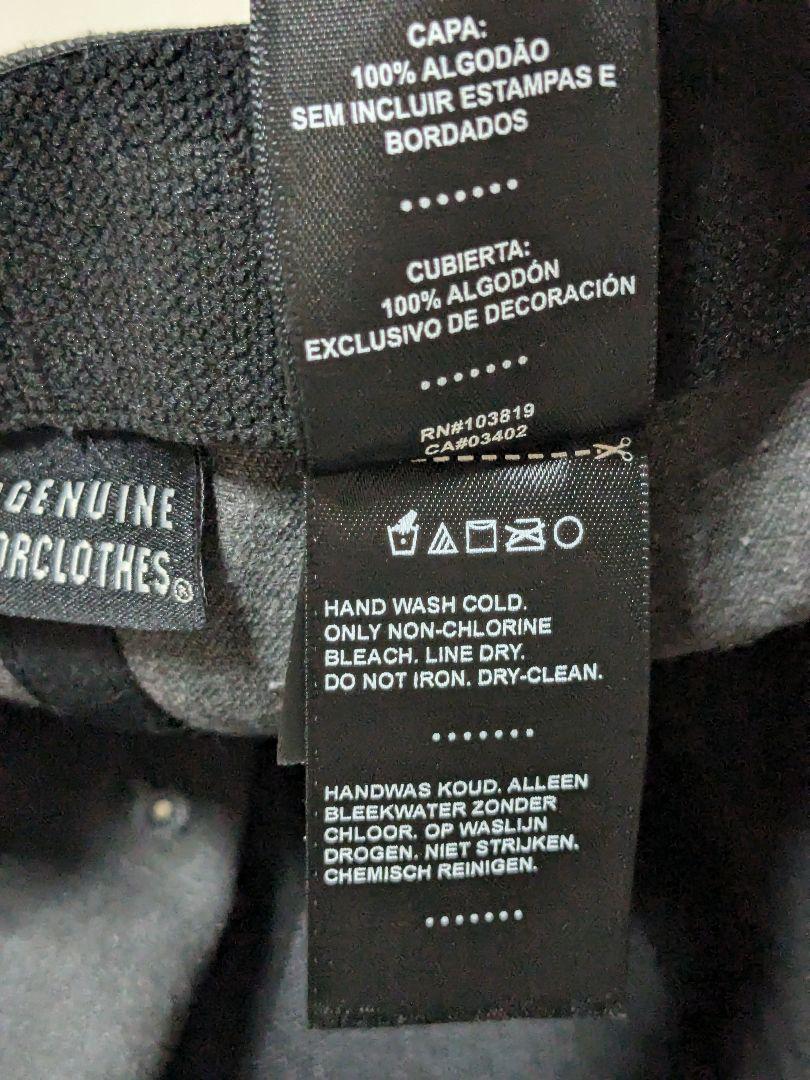 CAPA:
100% ALGODÃO
SEM INCLUIR ESTAMPAS E
BORDADOS
CUBIERTA:
100% ALGODÓN
EXCLUSIVO DE DECORACIÓN
RN#103819
CA#03402
GENUINE
ORCLOTHES®
HAND WASH COLD.
ONLY NON-CHLORINE
BLEACH. LINE DRY.
DO NOT IRON. DRY-CLEAN.
HANDWAS KOUD. ALLEEN
BLEEKWATER ZONDER
CHLOOR. OP WASLIJN
DROGEN. NIET STRIJKEN.
CHEMISCH REINIGEN.